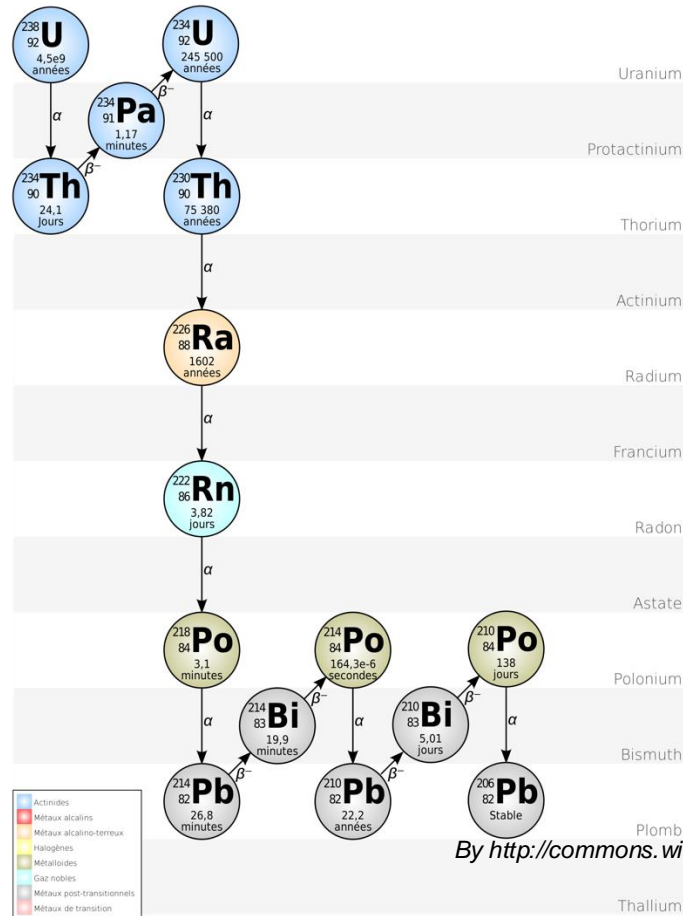 238
92 U
4,5e9
années
234
92 U
245 500
années
Uranium
α
β⁻
α
234
91 Pa
1,17
minutes
Protactinium
β⁻
234
90 Th
24,1
Jours
230
90 Th
75 380
années
Thorium
α
Actinium
226
88 Ra
1602
années
Radium
α
Francium
222
86 Rn
3,82
jours
Radon
α
Astate
218
84 Po
3,1
minutes
214
84 Po
164,3e-6
secondes
210
84 Po
138
jours
Polonium
α
β⁻
α
β⁻
α
214
83 Bi
19,9
minutes
210
83 Bi
5,01
jours
Bismuth
β⁻
β⁻
214
82 Pb
26,8
minutes
210
82 Pb
22,2
années
206
82 Pb
Stable
Plomb
By http://commons.wi
Thallium
Actinides
Métaux alcalins
Métaux alcalino-terreux
Halogènes
Métalloïdes
Gaz nobles
Métaux post-transitionnels
Métaux de transition